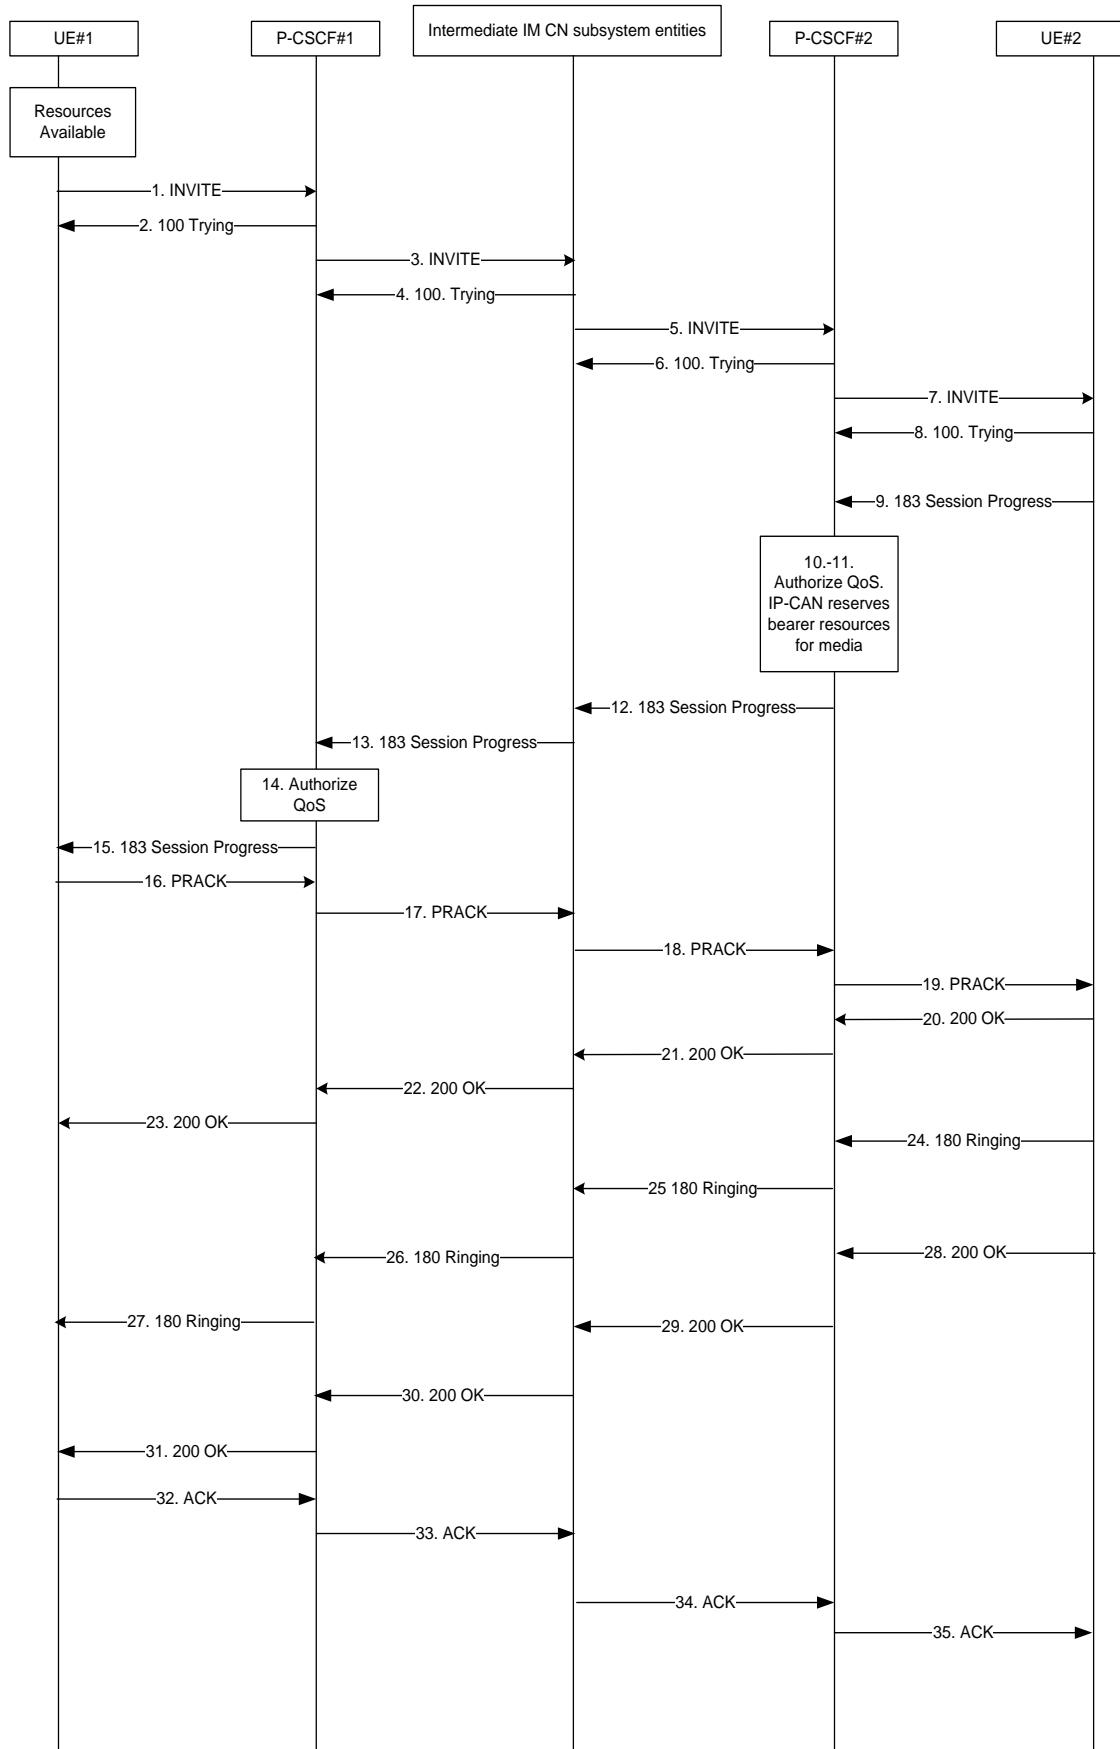 UE#1
P-CSCF#1
Intermediate IM CN subsystem entities
P-CSCF#2
UE#2
Resources
Available
1. INVITE
2. 100 Trying
3. INVITE
4. 100. Trying
5. INVITE
6. 100. Trying
7. INVITE
8. 100. Trying
9. 183 Session Progress
10.-11.
Authorize QoS.
IP-CAN reserves
bearer resources
for media
12. 183 Session Progress
13. 183 Session Progress
14. Authorize
QoS
15. 183 Session Progress
16. PRACK
17. PRACK
18. PRACK
19. PRACK
20. 200 OK
21. 200 OK
22. 200 OK
23. 200 OK
24. 180 Ringing
25 180 Ringing
26. 180 Ringing
28. 200 OK
27. 180 Ringing
29. 200 OK
30. 200 OK
31. 200 OK
32. ACK
33. ACK
34. ACK
35. ACK